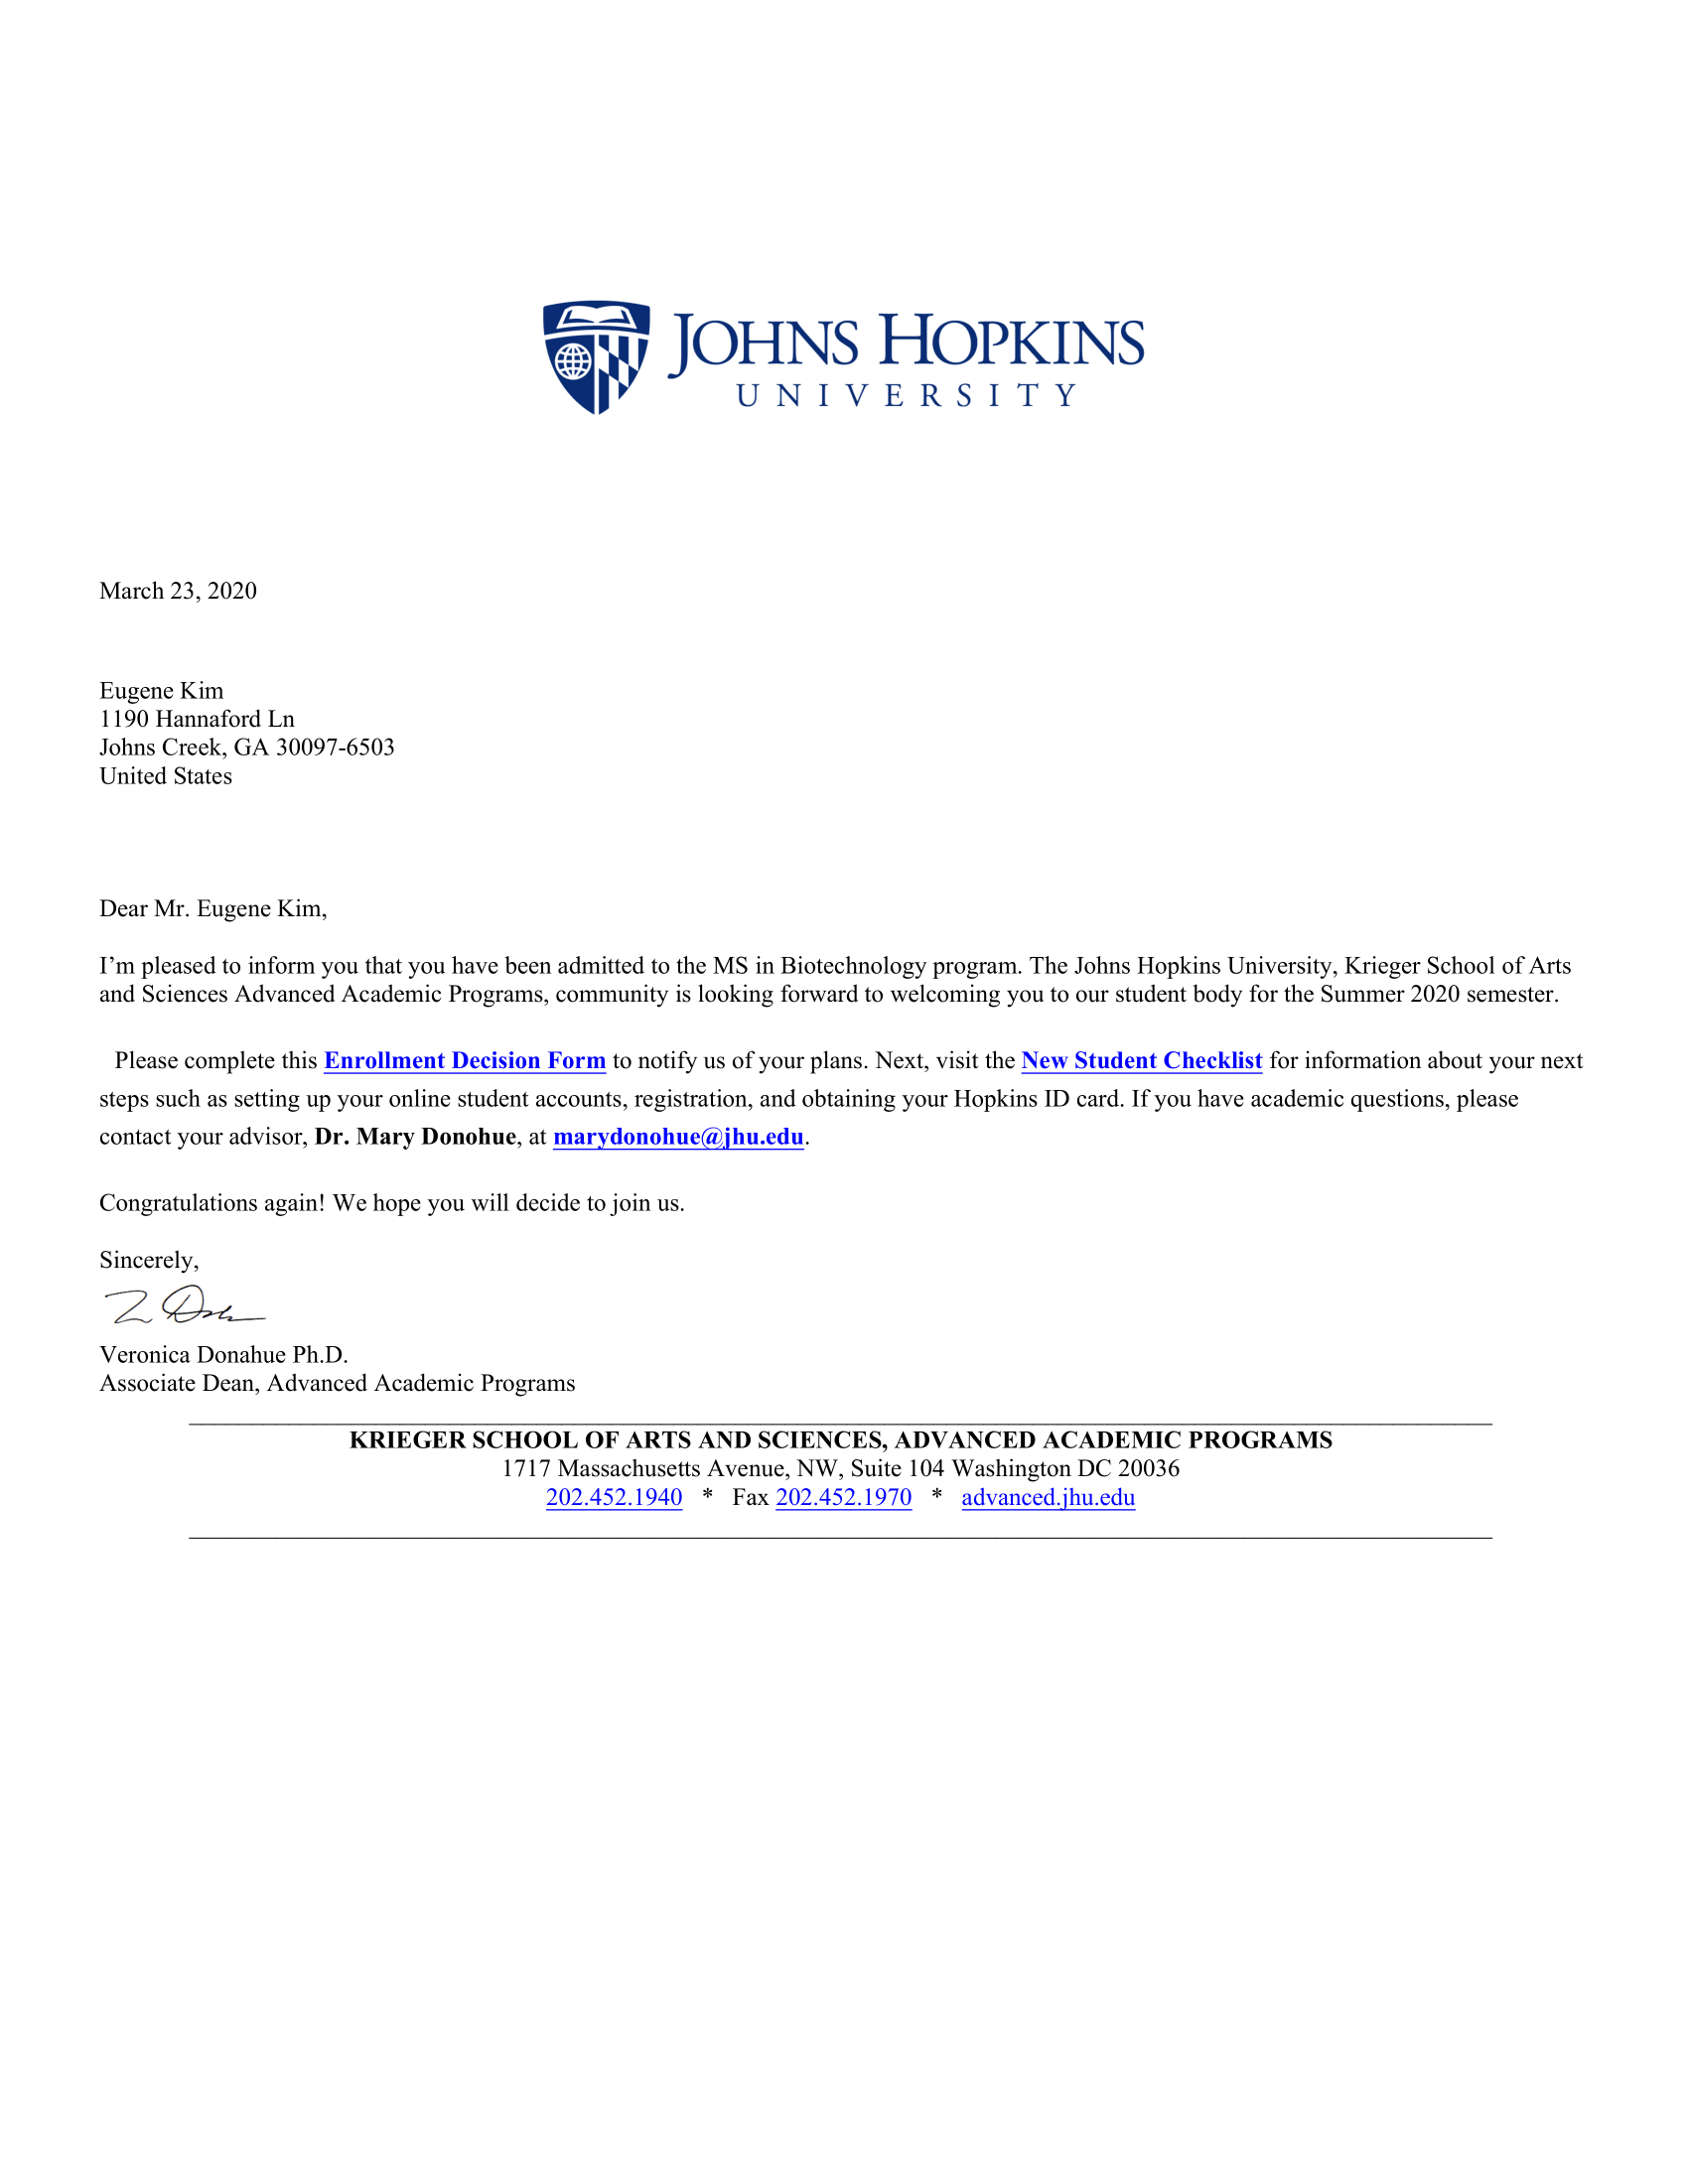 JOHNS HOPKINS
UNIVERSITY
March 23, 2020
Eugene Kim
1190 Hannaford Ln
Johns Creek, GA 30097-6503
United States
Dear Mr. Eugene Kim,
I’m pleased to inform you that you have been admitted to the MS in Biotechnology program. The Johns Hopkins University, Krieger School of Arts
and Sciences Advanced Academic Programs, community is looking forward to welcoming you to our student body for the Summer 2020 semester.
Please complete this Enrollment Decision Form to notify us of your plans. Next, visit the New Student Checklist for information about your next
steps such as setting up your online student accounts, registration, and obtaining your Hopkins ID card. If you have academic questions, please
contact your advisor, Dr. Mary Donohue, at marydonohue@jhu.edu.
Congratulations again! We hope you will decide to join us.
Sincerely,
Veronica Donahue Ph.D.
Associate Dean, Advanced Academic Programs
KRIEGER SCHOOL OF ARTS AND SCIENCES, ADVANCED ACADEMIC PROGRAMS
1717 Massachusetts Avenue, NW, Suite 104 Washington DC 20036
202.452.1940 * Fax 202.452.1970 * advanced.jhu.edu